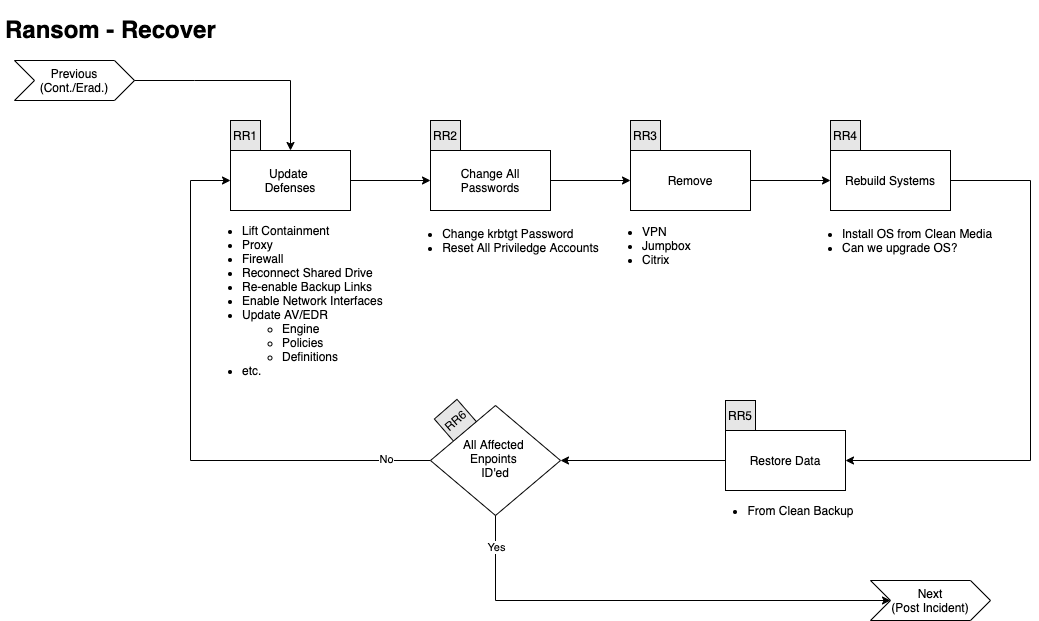 Ransom - Recover
Previous
(Cont./Erad.)
RR1
Update
Defenses
• Lift Containment
• Proxy
• Firewall
• Reconnect Shared Drive
• Re-enable Backup Links
• Enable Network Interfaces
• Update AV/EDR
◦ Engine
◦ Policies
◦ Definitions
• etc.
RR2
Change All
Passwords
• Change krbtgt Password
• Reset All Priviledge Accounts
RR3
Remove
• VPN
• Jumpbox
• Citrix
RR4
Rebuild Systems
• Install OS from Clean Media
• Can we upgrade OS?
RR5
Restore Data
• From Clean Backup
RR6
All Affected
Enpoints
ID'ed
No
Yes
Next
(Post Incident)